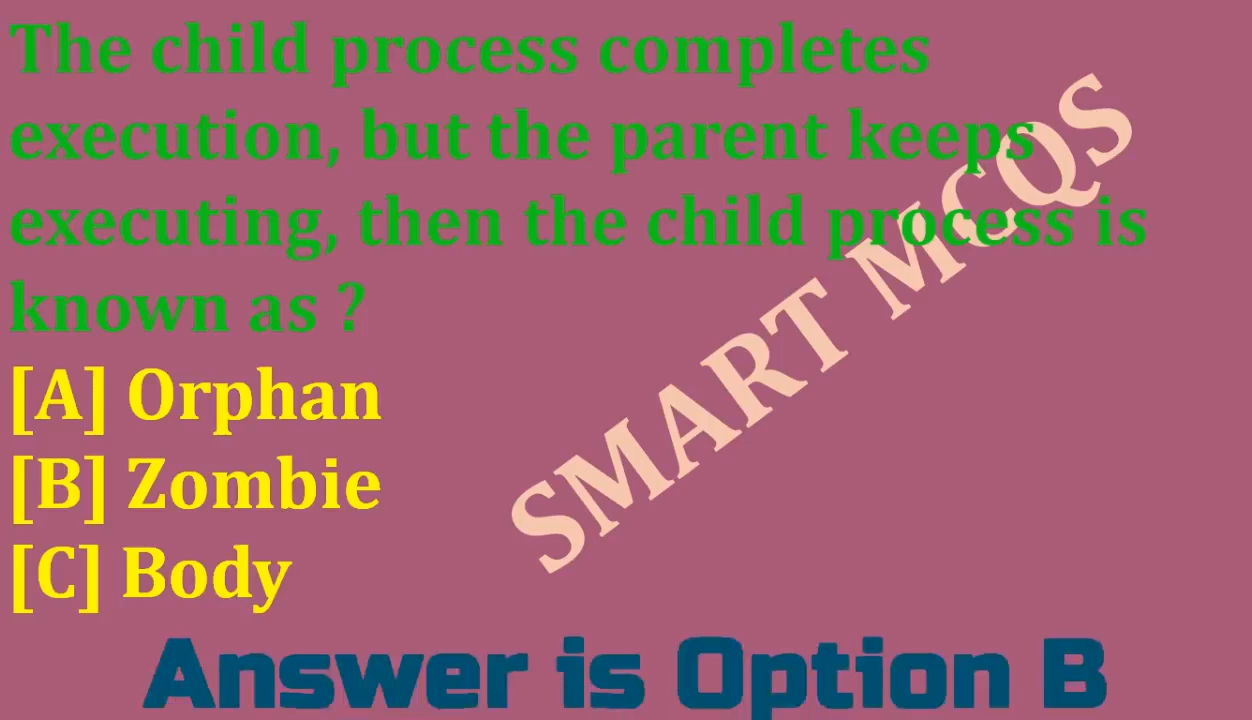 The child process completes
execution, but the parent keeps
executing, then the child process is
known as ?
[A] Orphan
[B] Zombie
[C] Body
SMART MCQS
Answer is Option B